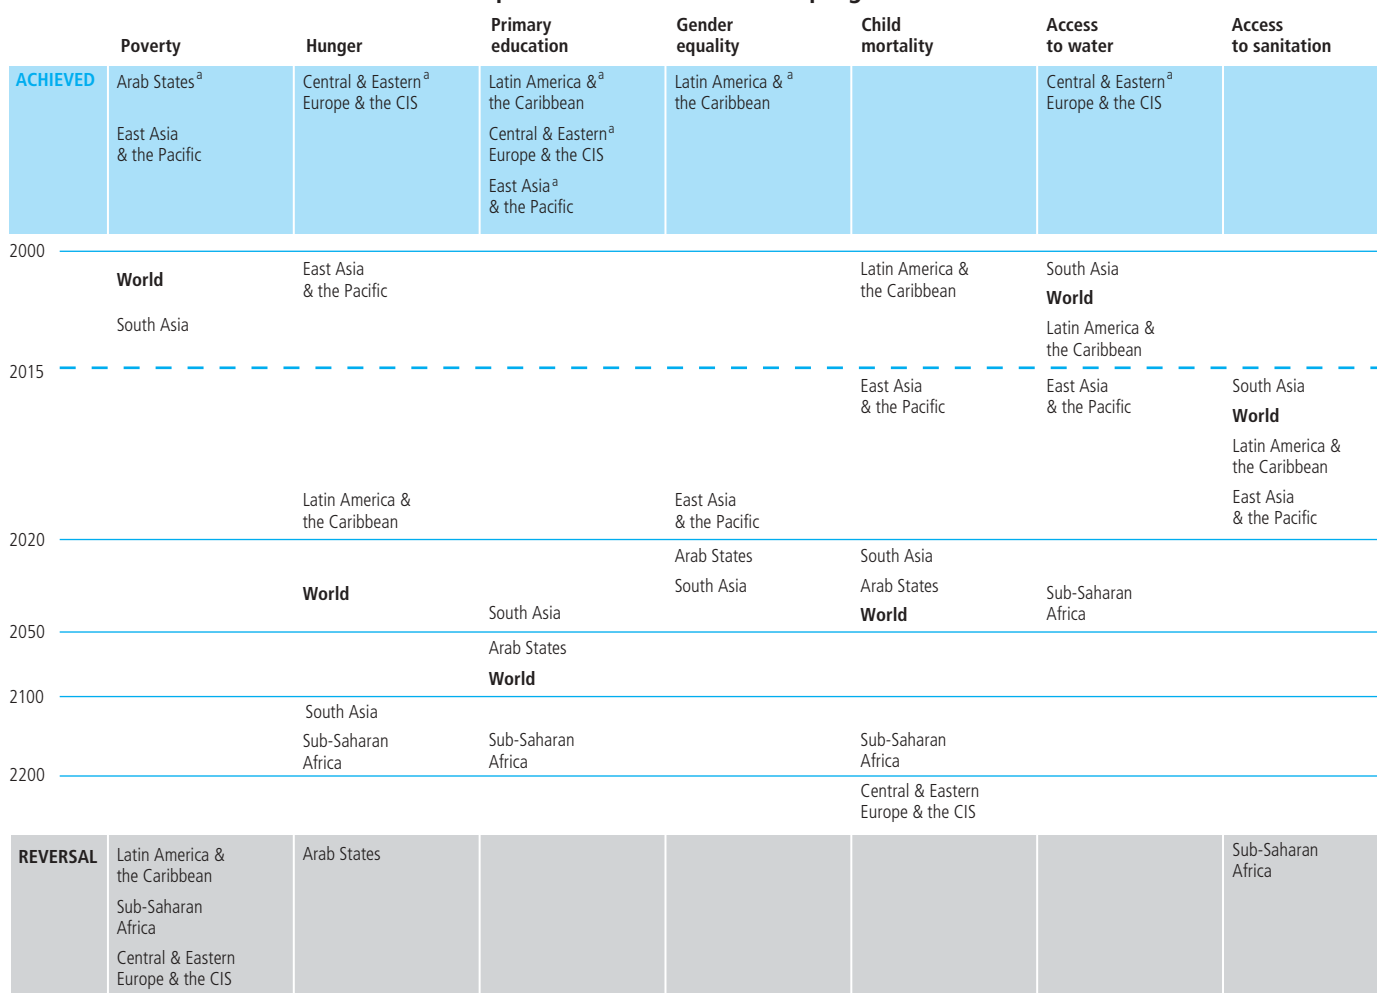 Primary Gender Child Access Access
Poverty Hunger education equality mortality to water to sanitation
ACHIEVED Arab States a Central & Eastern a Latin America & a Latin America & a Central & Eastern a
Europe & the CIS the Caribbean the Caribbean Europe & the CIS
East Asia Central & Eastern a
& the Pacific Europe & the CIS
East Asia a
& the Pacific
2000
World East Asia Latin America & South Asia
& the Pacific the Caribbean World
South Asia Latin America &
the Caribbean
2015
East Asia East Asia South Asia
& the Pacific & the Pacific World
Latin America &
the Caribbean
Latin America & East Asia East Asia
the Caribbean & the Pacific & the Pacific
2020
Arab States South Asia
World South Asia Arab States Sub-Saharan
South Asia World Africa
2050
Arab States
World
2100
South Asia
Sub-Saharan Sub-Saharan Sub-Saharan
Africa Africa Africa
2200
Central & Eastern
Europe & the CIS
REVERSAL Latin America & Arab States Sub-Saharan
the Caribbean Africa
Sub-Saharan
Africa
Central & Eastern
Europe & the CIS